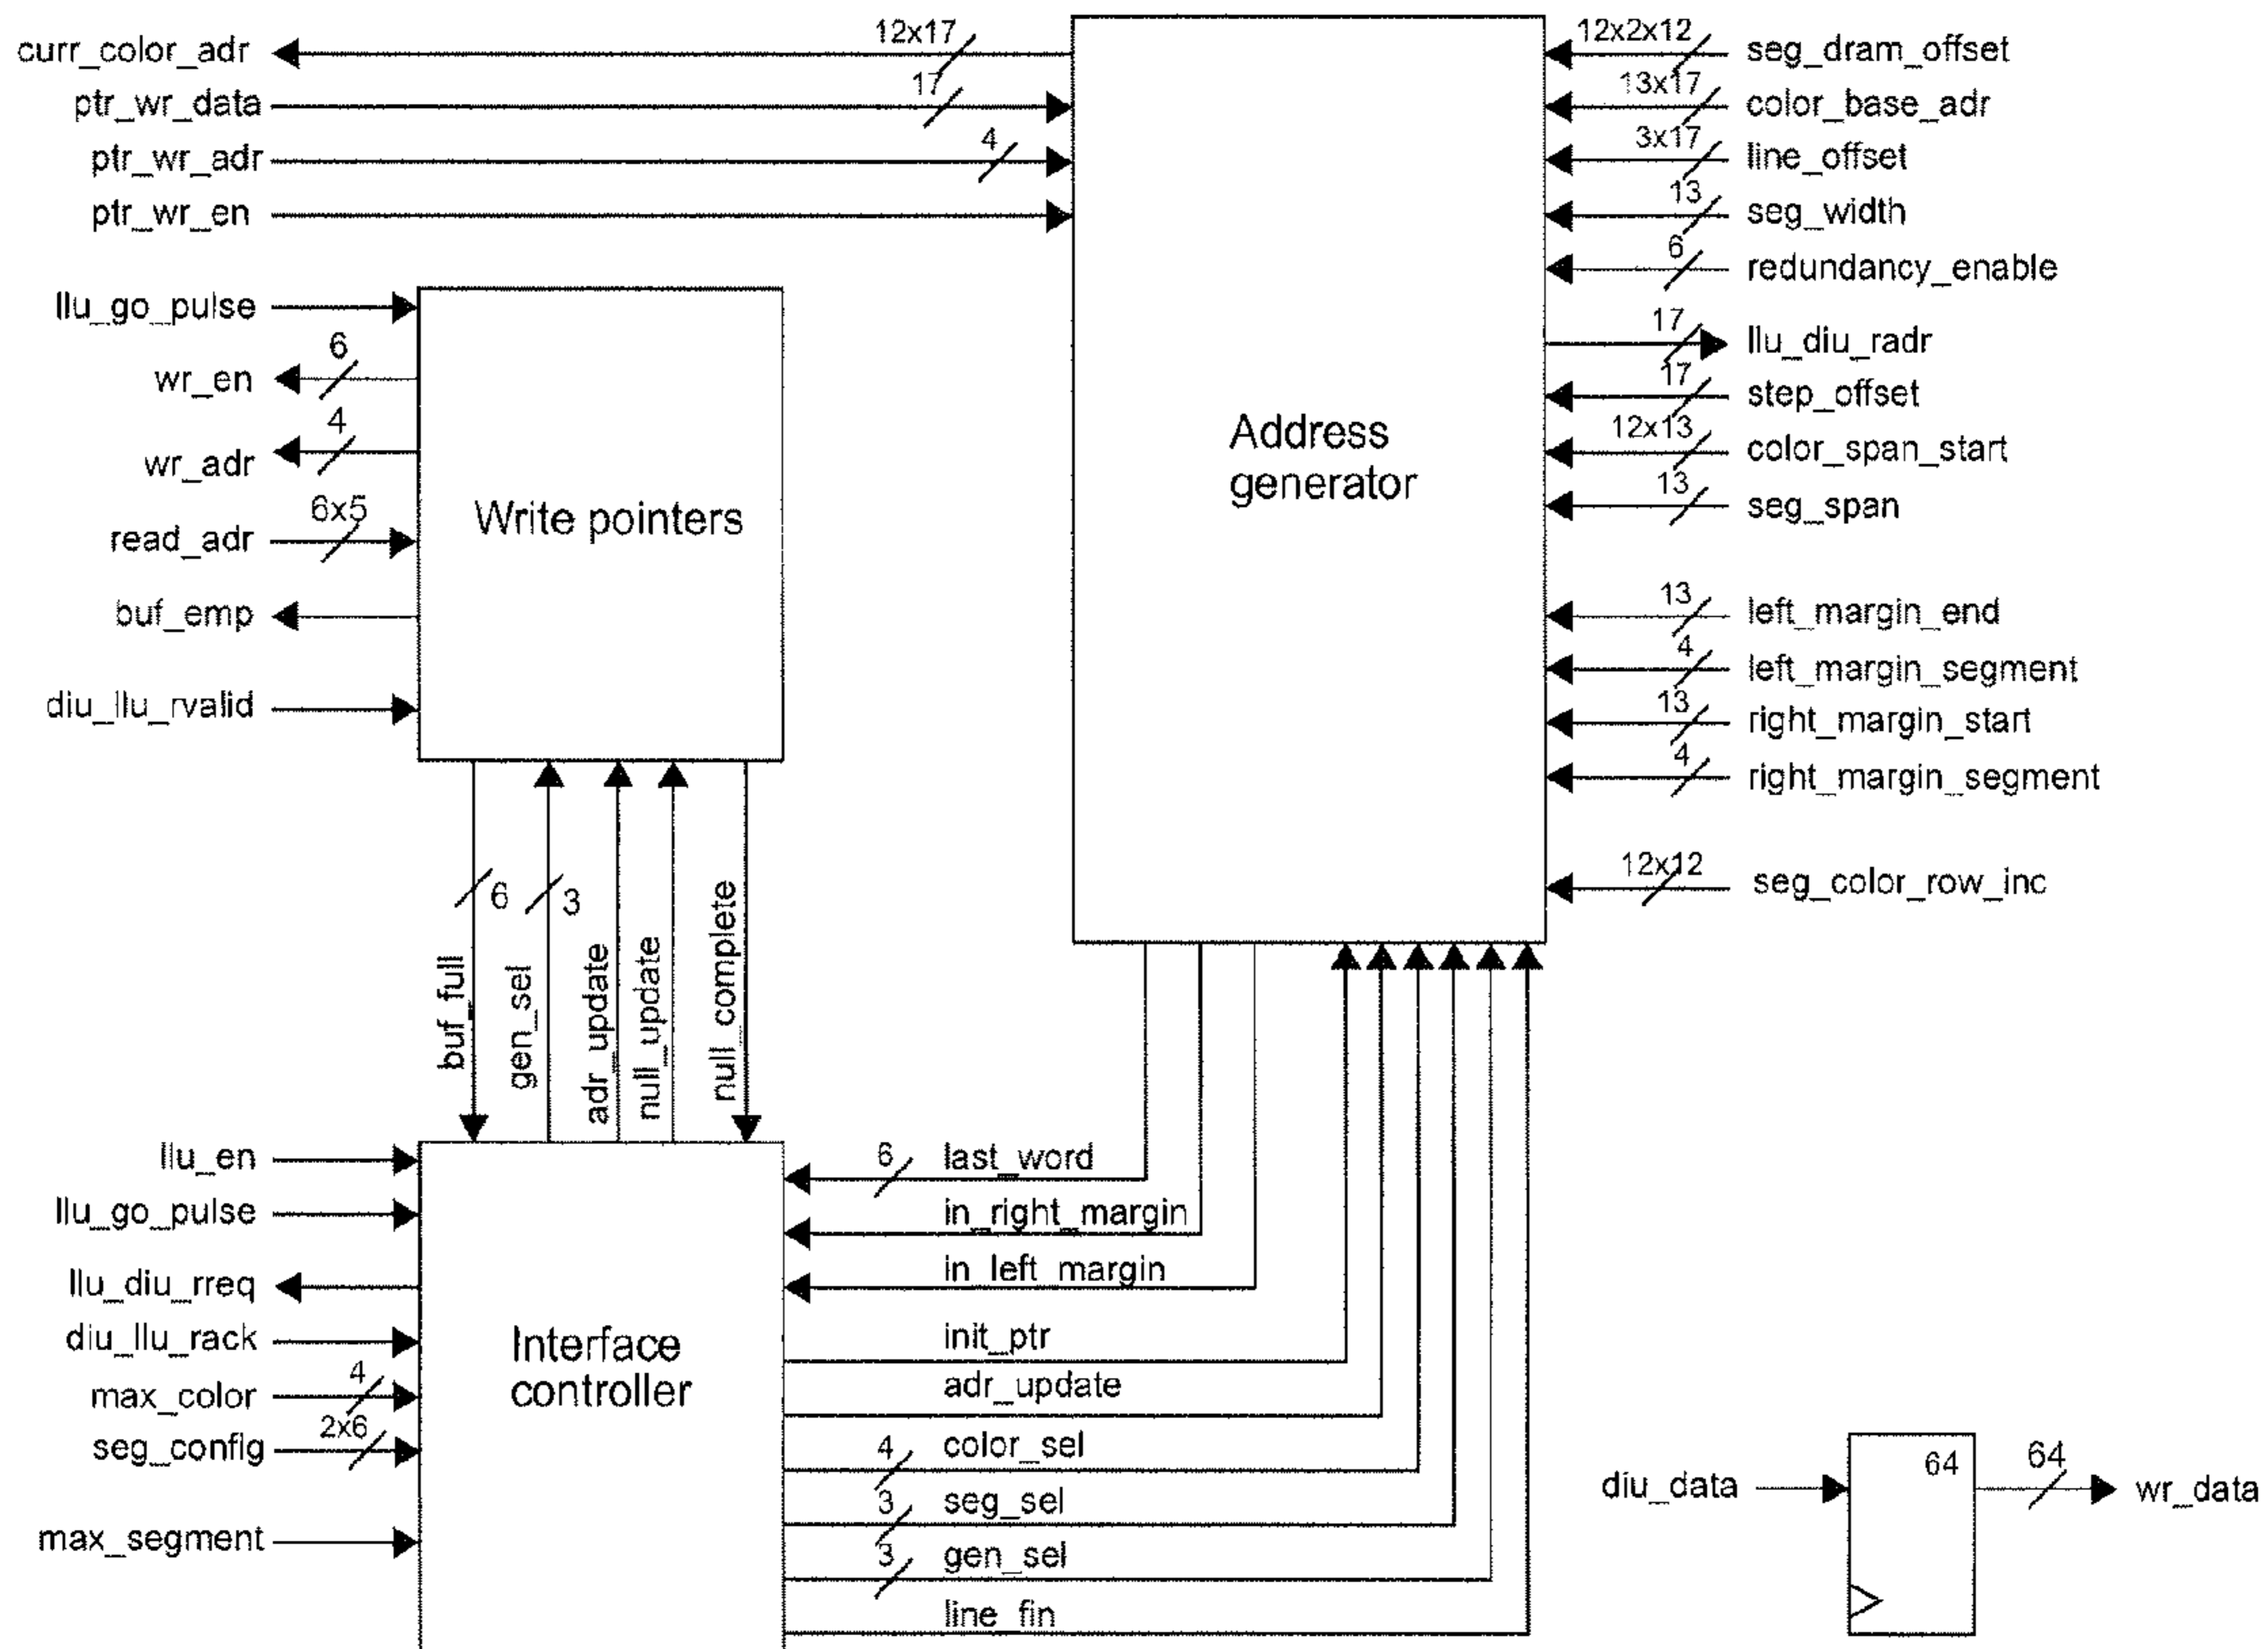 curr_color_adr
12x17
ptr_wr_data
17
ptr_wr_adr
4
ptr_wr_en
llu_go_pulse
wr_en
6
wr_adr
4
read_adr
6x5
buf_emp
diu_llu_rvalid
Write pointers
Address
generator
12x2x12
seg_dram_offset
13x17
color_base_adr
3x17
line_offset
13
seg_width
6
redundancy_enable
17
llu_diu_radr
17
step_offset
12x13
color_span_start
13
seg_span
13
left_margin_end
4
left_margin_segment
13
right_margin_start
4
right_margin_segment
12x12
seg_color_row_inc
buf_full
6
gen_sel
3
adr_update
null_update
null_complete
llu_en
llu_go_pulse
llu_diu_rreq
diu_llu_rack
max_color
4
seg_config
2x6
max_segment
Interface
controller
6
last_word
in_right_margin
in_left_margin
init_ptr
adr_update
4
color_sel
3
seg_sel
3
gen_sel
line_fin
diu_data
64
64
wr_data